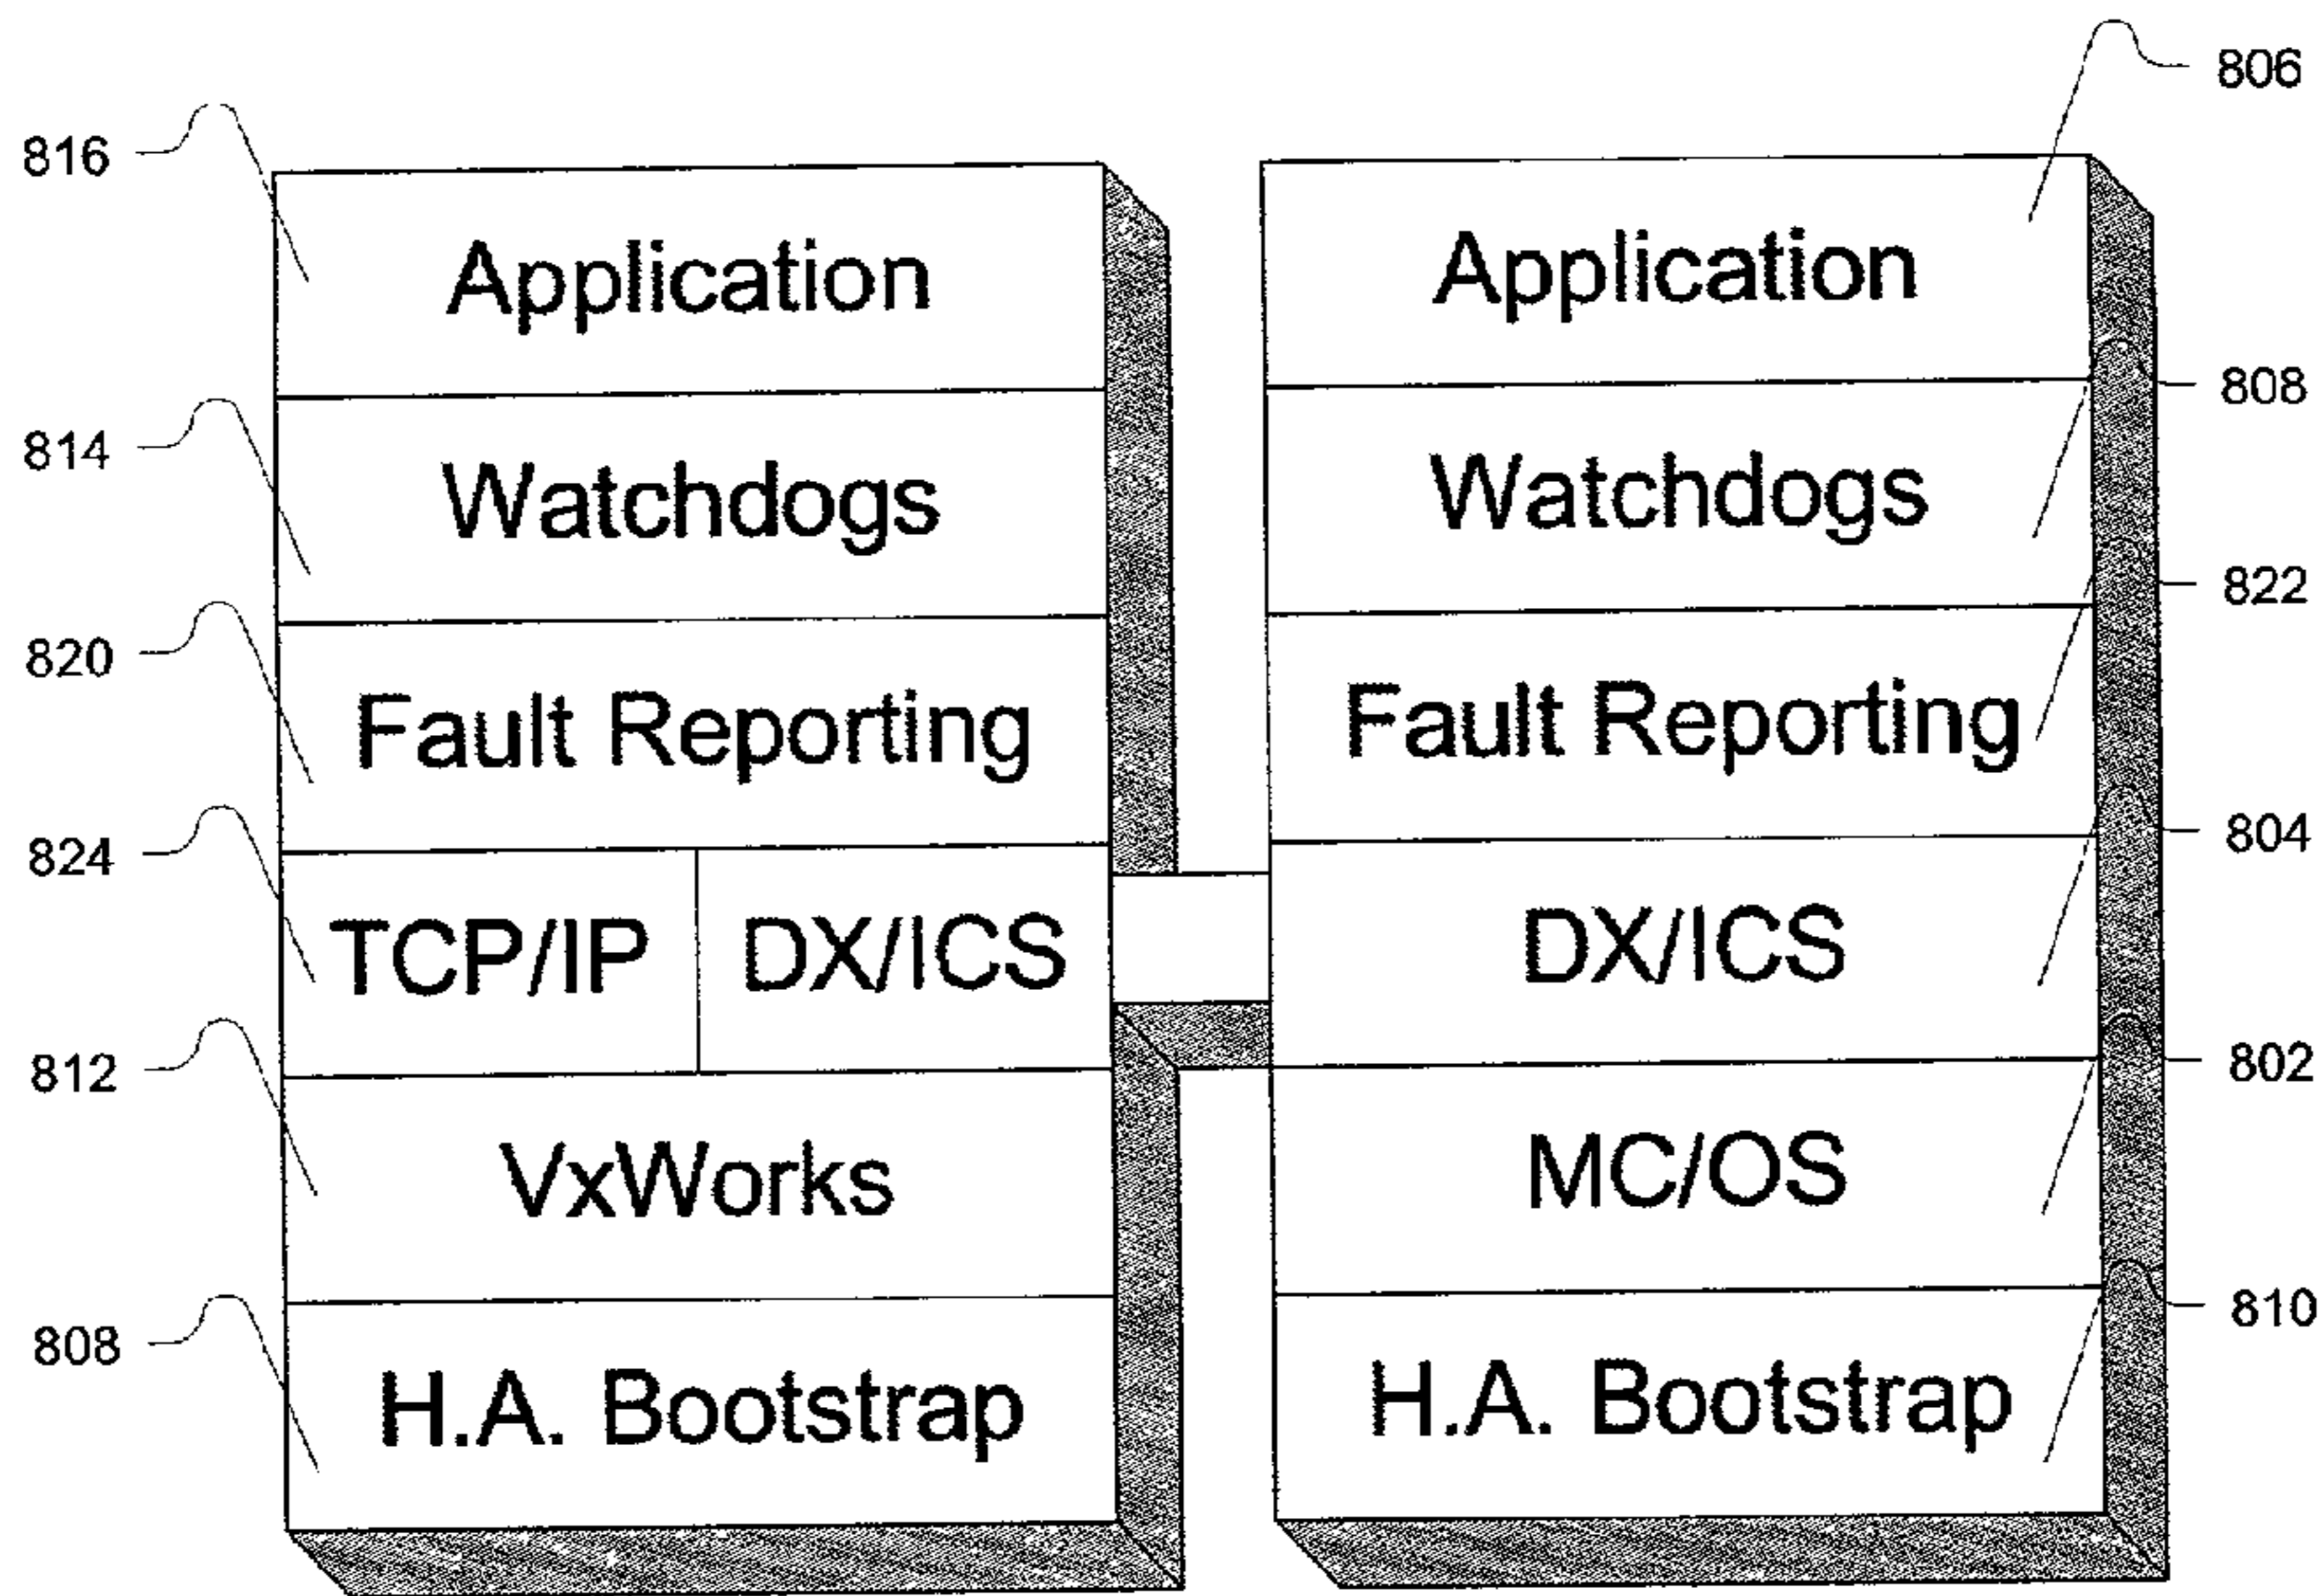 806
816
Application
Application
808
814
Watchdogs
Watchdogs
822
820
Fault Reporting
Fault Reporting
804
824
TCP/IP
DX/ICS
DX/ICS
802
812
VxWorks
MC/OS
810
808
H.A. Bootstrap
H.A. Bootstrap